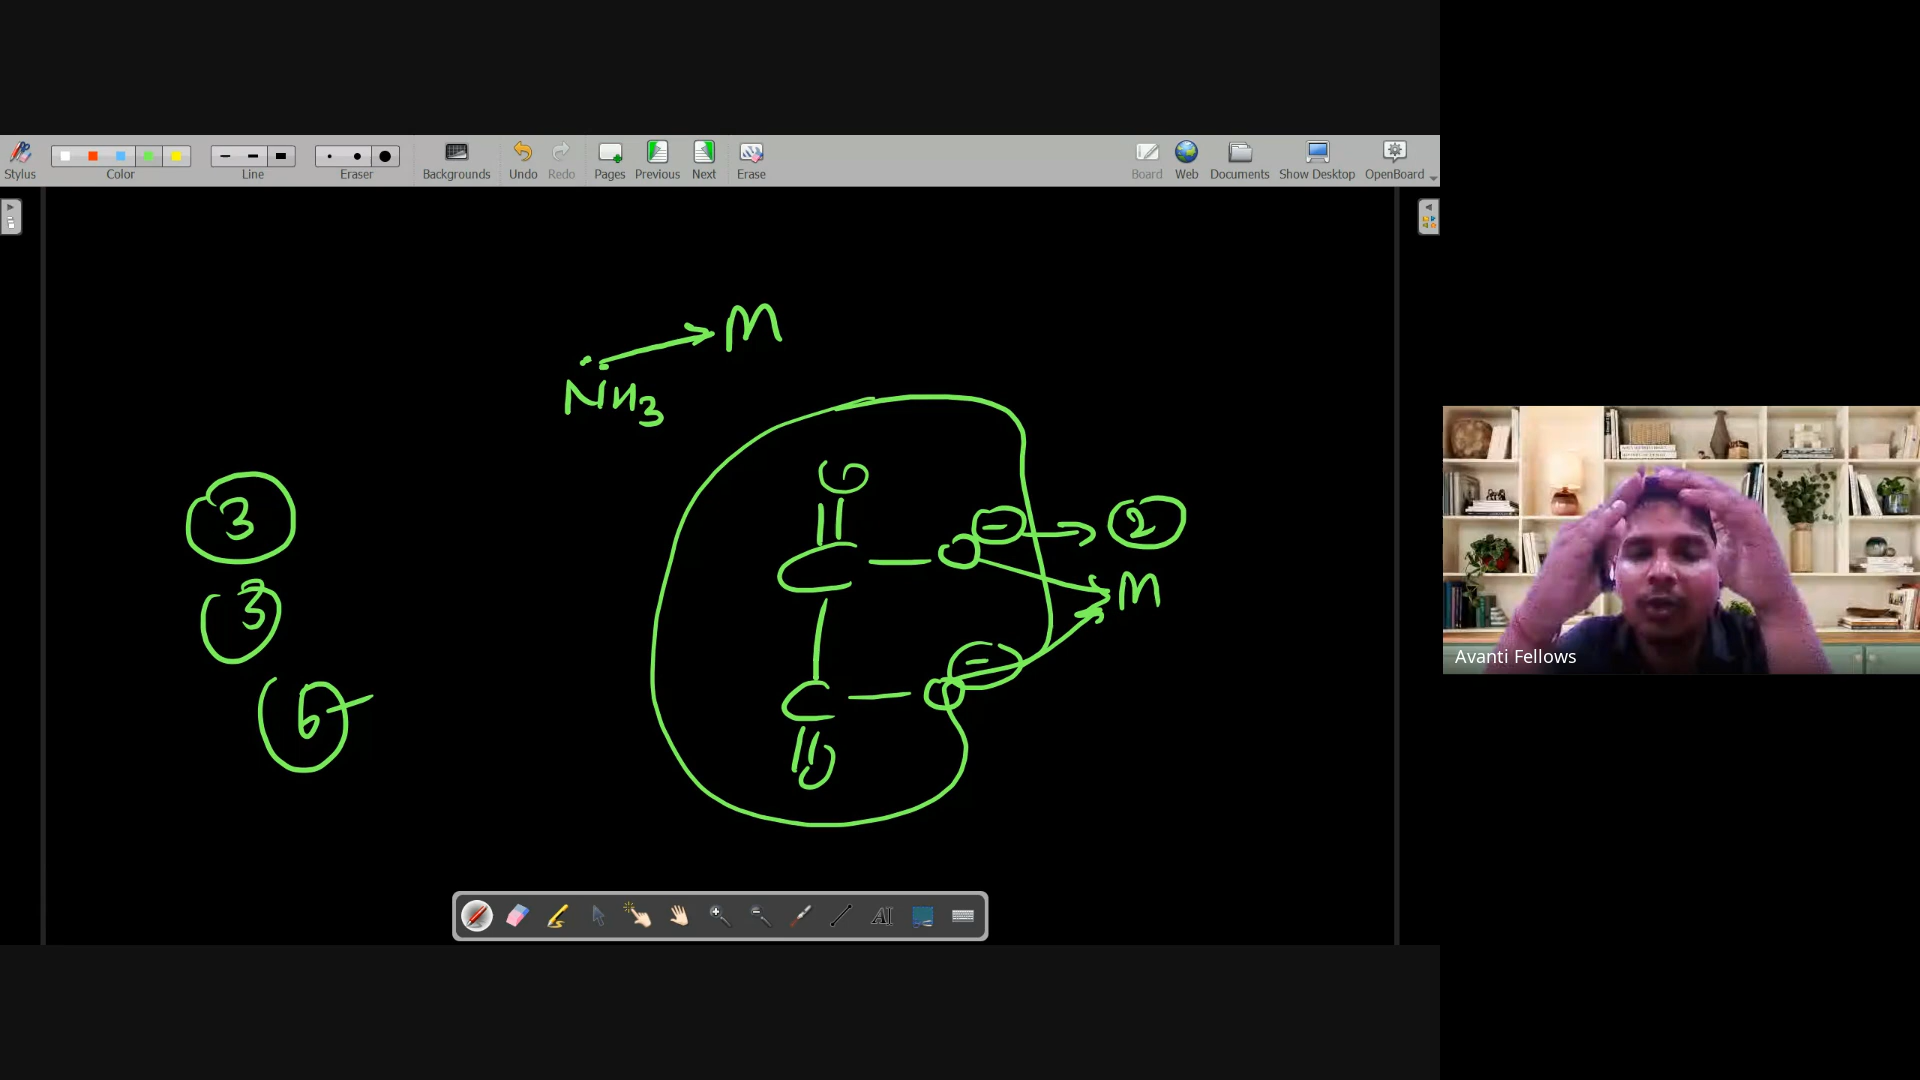 Stylus Color Line Eraser Backgrounds Undo Redo Pages Previous Next Erase Board Web Documents Show Desktop OpenBoard
M
NH3
O
3
C — O − 2
3
M
C — O −
6
O
Avanti Fellows
AI